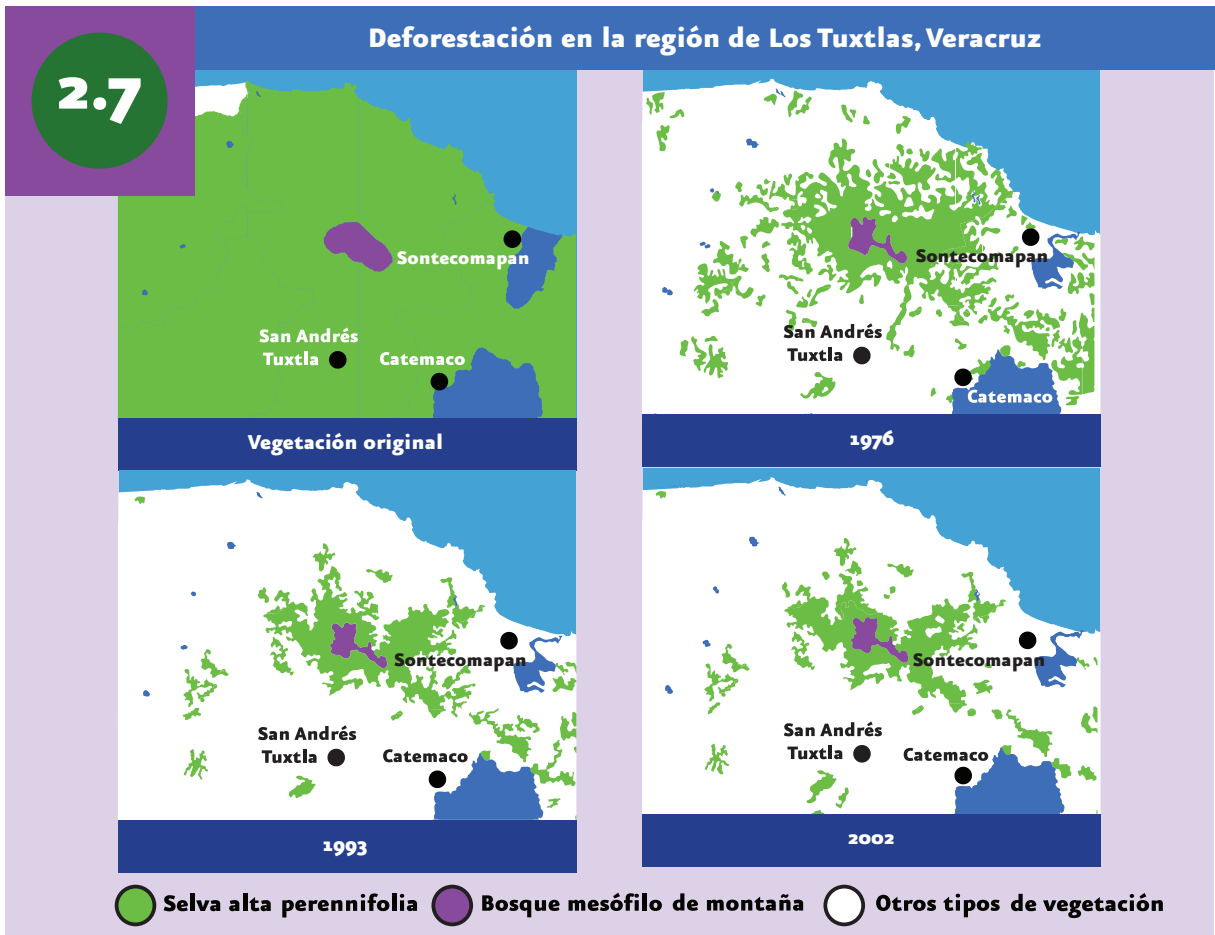 2.7
Deforestación en la región de Los Tuxtlas, Veracruz
Sontecomapan
San Andrés
Tuxtla
Catemaco
Vegetación original
Sontecomapan
San Andrés
Tuxtla
Catemaco
1976
Sontecomapan
San Andrés
Tuxtla
Catemaco
1993
Sontecomapan
San Andrés
Tuxtla
Catemaco
2002
Selva alta perennifolia
Bosque mesófilo de montaña
Otros tipos de vegetación